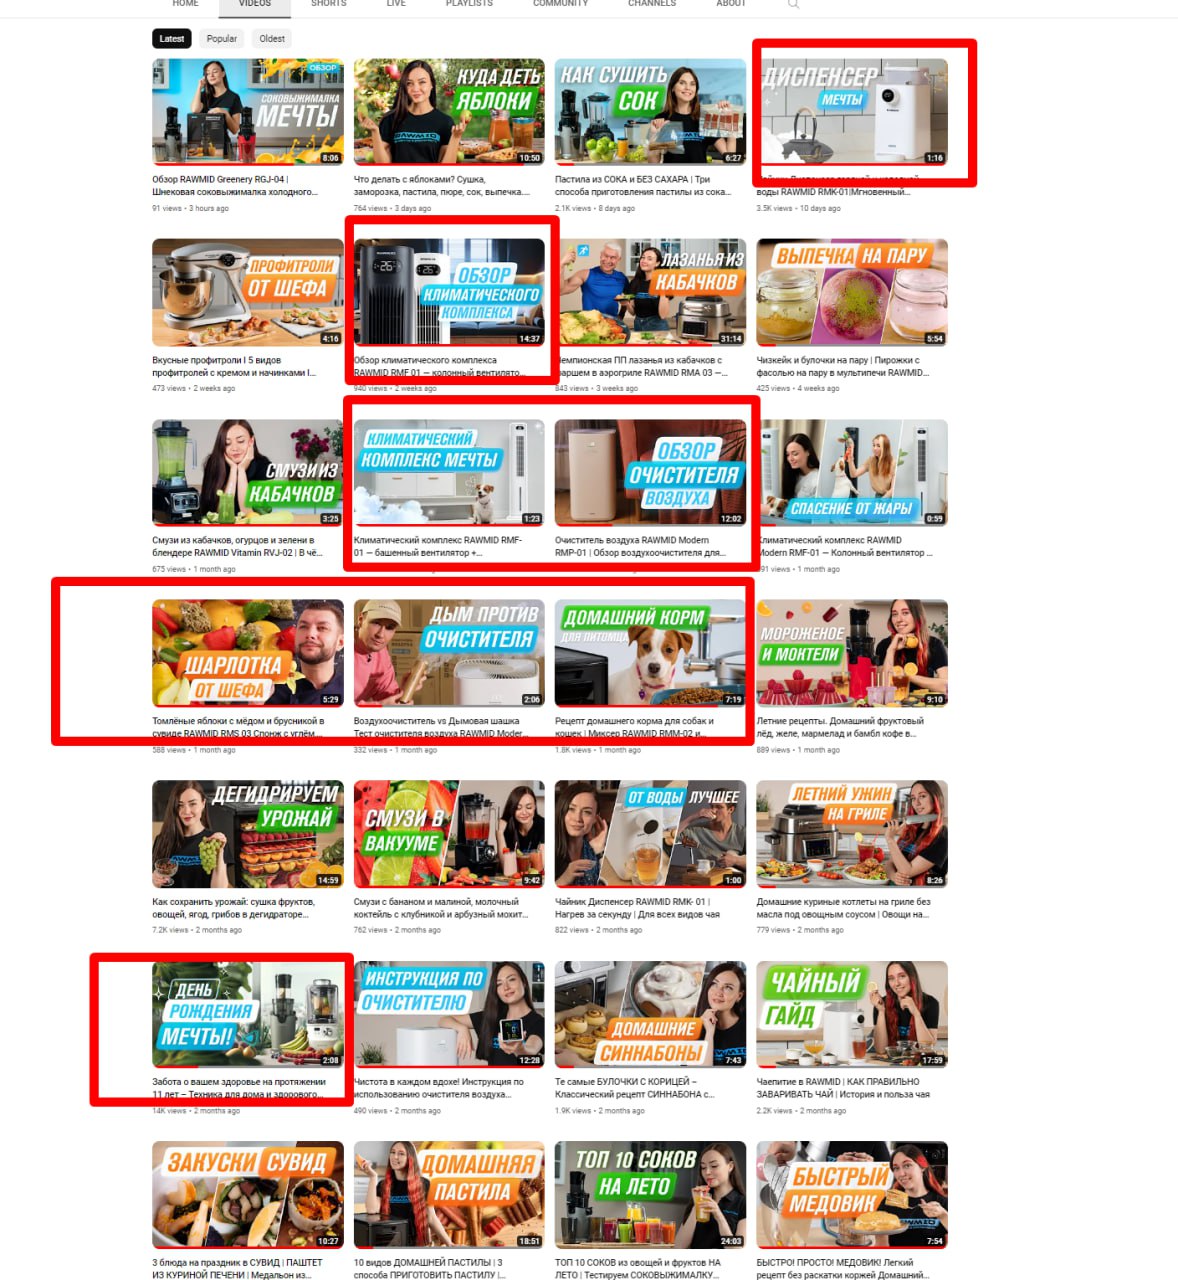 HOME VIDEOS SHORTS LIVE PLAYLISTS COMMUNITY CHANNELS ABOUT
Latest Popular Oldest
ОБЗОР
СОКОВЫЖИМАЛКА
МЕЧТЫ
8:06
Обзор RAWMID Greenery RGJ-04 |
Шнековая соковыжималка холодного...
91 views • 3 hours ago
КУДА ДЕТЬ
ЯБЛОКИ
10:50
Что делать с яблоками? Сушка,
заморозка, пастила, пюре, сок, выпечка....
764 views • 3 days ago
КАК СУШИТЬ
СОК
6:27
Пастила из СОКА и БЕЗ САХАРА | Три
способа приготовления пастилы из сока...
2.1K views • 8 days ago
ДИСПЕНСЕР
МЕЧТЫ
1:16
воды RAWMID RMK-01|Мгновенный...
3.5K views • 10 days ago
ПРОФИТРОЛИ
ОТ ШЕФА
4:16
Вкусные профитроли I 5 видов
профитролей с кремом и начинками I...
473 views • 2 weeks ago
ОБЗОР
КЛИМАТИЧЕСКОГО
КОМПЛЕКСА
14:37
Обзор климатического комплекса
RAWMID RMF 01 — колонный вентилято...
940 views • 2 weeks ago
ЛАЗАНЬЯ ИЗ
КАБАЧКОВ
31:14
Чемпионская ПП лазанья из кабачков с
фаршем в аэрогриле RAWMID RMA 03 —...
843 views • 3 weeks ago
ВЫПЕЧКА НА ПАРУ
5:54
Чизкейк и булочки на пару | Пирожки с
фасолью на пару в мультипечи RAWMID...
425 views • 4 weeks ago
СМУЗИ ИЗ
КАБАЧКОВ
3:25
Смузи из кабачков, огурцов и зелени в
блендере RAWMID Vitamin RVJ-02 | В чё...
675 views • 1 month ago
КЛИМАТИЧЕСКИЙ
КОМПЛЕКС МЕЧТЫ
1:23
Климатический комплекс RAWMID RMF-
01 — башенный вентилятор +...
ОБЗОР
ОЧИСТИТЕЛЯ
ВОЗДУХА
12:02
Очиститель воздуха RAWMID Modern
RMP-01 | Обзор воздухоочистителя для...
СПАСЕНИЕ ОТ ЖАРЫ
0:59
Климатический комплекс RAWMID
Modern RMF-01 — Колонный вентилятор ...
91 views • 1 month ago
ШАРЛОТКА
ОТ ШЕФА
5:29
Томлёные яблоки с мёдом и брусникой в
сувиде RAWMID RMS 03 Спонж с углём...
588 views • 1 month ago
ДЫМ ПРОТИВ
ОЧИСТИТЕЛЯ
2:06
Воздухоочиститель vs Дымовая шашка
Тест очистителя воздуха RAWMID Moder...
332 views • 1 month ago
ДОМАШНИЙ КОРМ
ДЛЯ ПИТОМЦА
7:19
Рецепт домашнего корма для собак и
кошек | Миксер RAWMID RMM-02 и...
1.8K views • 1 month ago
МОРОЖЕНОЕ
И МОКТЕЛИ
9:10
Летние рецепты. Домашний фруктовый
лёд, желе, мармелад и бамбл кофе в...
889 views • 1 month ago
ДЕГИДРИРУЕМ
УРОЖАЙ
14:59
Как сохранить урожай: сушка фруктов,
овощей, ягод, грибов в дегидраторе...
7.2K views • 2 months ago
СМУЗИ В
ВАКУУМЕ
9:42
Смузи с бананом и малиной, молочный
коктейль с клубникой и арбузный мохит...
762 views • 2 months ago
ОТ ВОДЫ ЛУЧШЕЕ
1:00
Чайник Диспенсер RAWMID RMK- 01 |
Нагрев за секунду | Для всех видов чая
822 views • 2 months ago
ЛЕТНИЙ УЖИН
НА ГРИЛЕ
8:26
Домашние куриные котлеты на гриле без
масла под овощным соусом | Овощи на...
779 views • 2 months ago
ДЕНЬ
РОЖДЕНИЯ
МЕЧТЫ!
2:08
Забота о вашем здоровье на протяжении
11 лет – Техника для дома и здорового...
14K views • 2 months ago
ИНСТРУКЦИЯ ПО
ОЧИСТИТЕЛЮ
12:28
Чистота в каждом вдохе! Инструкция по
использованию очистителя воздуха...
490 views • 2 months ago
ДОМАШНИЕ
СИННАБОНЫ
7:43
Те самые БУЛОЧКИ С КОРИЦЕЙ –
Классический рецепт СИННАБОНА с...
1.9K views • 2 months ago
ЧАЙНЫЙ
ГАЙД
17:59
Чаепитие в RAWMID | КАК ПРАВИЛЬНО
ЗАВАРИВАТЬ ЧАЙ | История и польза чая
2.2K views • 2 months ago
ЗАКУСКИ СУВИД
10:27
3 блюда на праздник в СУВИД | ПАШТЕТ
ИЗ КУРИНОЙ ПЕЧЕНИ | Медальон из...
ДОМАШНЯЯ
ПАСТИЛА
18:51
10 видов ДОМАШНЕЙ ПАСТИЛЫ | 3
способа ПРИГОТОВИТЬ ПАСТИЛУ |...
ТОП 10 СОКОВ
НА ЛЕТО
24:03
ТОП 10 СОКОВ из овощей и фруктов НА
ЛЕТО | Тестируем СОКОВЫЖИМАЛКУ...
БЫСТРЫЙ
МЕДОВИК
7:54
БЫСТРО! ПРОСТО! МЕДОВИК! Легкий
рецепт без раскатки коржей Домашний...